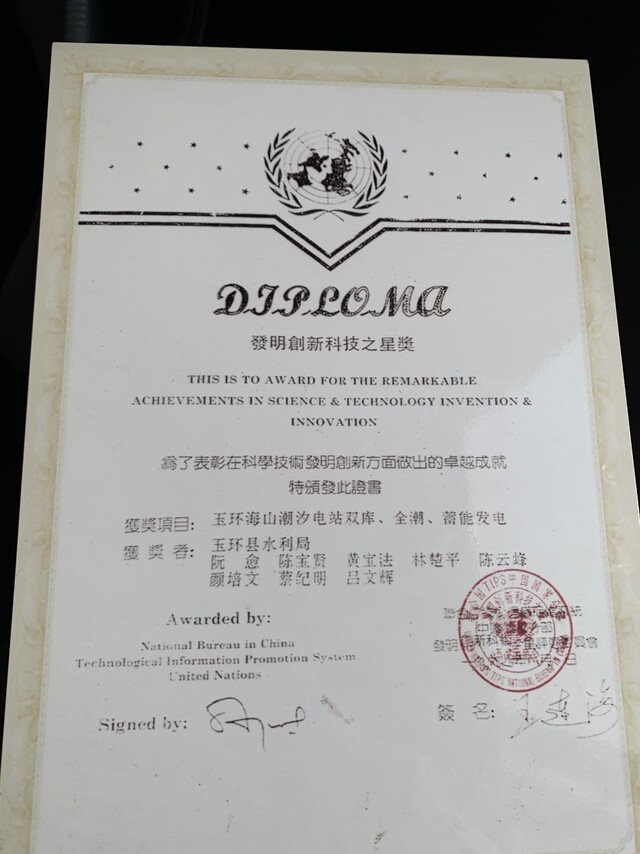 DIPLOMA
發明創新科技之星獎
THIS IS TO AWARD FOR THE REMARKABLE
ACHIEVEMENTS IN SCIENCE & TECHNOLOGY INVENTION &
INNOVATION
為了表彰在科學技術發明創新方面做出的卓越成就
特頒發此證書
獲獎項目: 玉环海山潮汐电站双库、全潮、蓄能发电
獲獎者: 玉环县水利局
阮愈 陈宝贤 黄宝法 林楚平 陈云峰
颜培文 蔡纪明 吕文辉
Awarded by:
National Bureau in China
Technological Information Promotion System
United Nations
Signed by:
簽名: